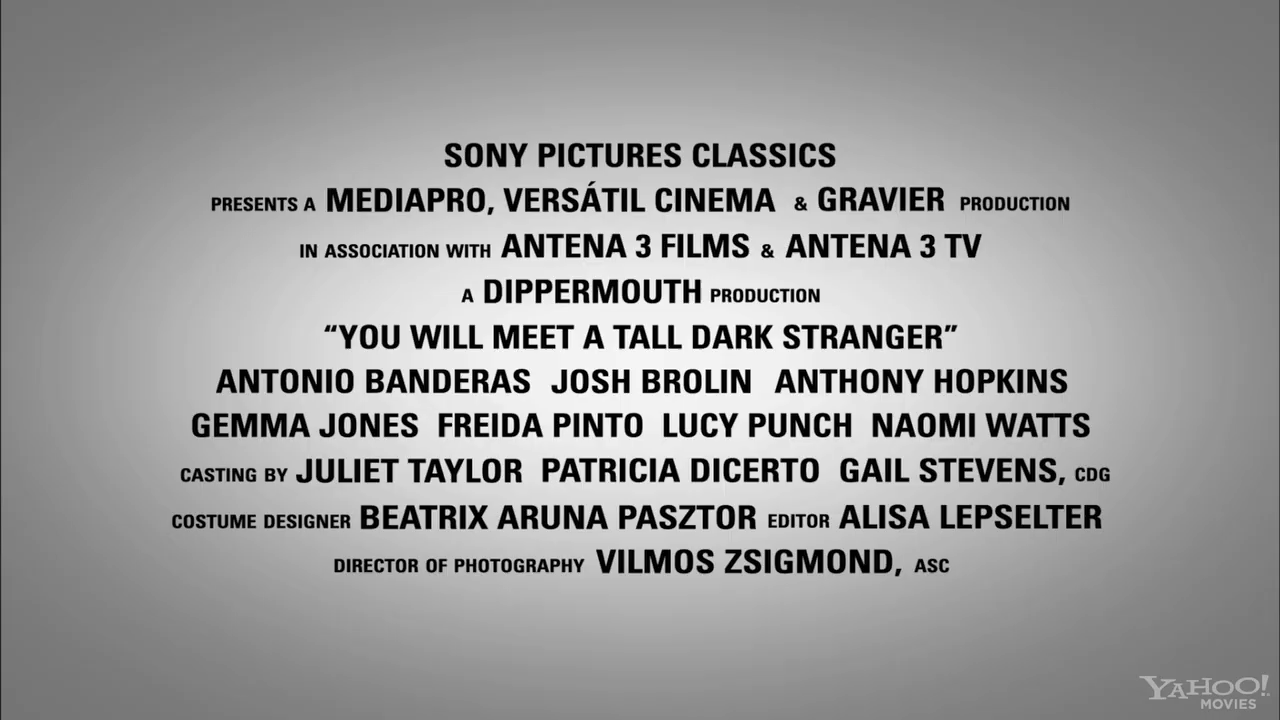 SONY PICTURES CLASSICS
PRESENTS A MEDIAPRO, VERSÁTIL CINEMA & GRAVIER PRODUCTION
IN ASSOCIATION WITH ANTENA 3 FILMS & ANTENA 3 TV
A DIPPERMOUTH PRODUCTION
“YOU WILL MEET A TALL DARK STRANGER”
ANTONIO BANDERAS JOSH BROLIN ANTHONY HOPKINS
GEMMA JONES FREIDA PINTO LUCY PUNCH NAOMI WATTS
CASTING BY JULIET TAYLOR PATRICIA DICERTO GAIL STEVENS, CDG
COSTUME DESIGNER BEATRIX ARUNA PASZTOR EDITOR ALISA LEPSELTER
DIRECTOR OF PHOTOGRAPHY VILMOS ZSIGMOND, ASC
YAHOO!
MOVIES